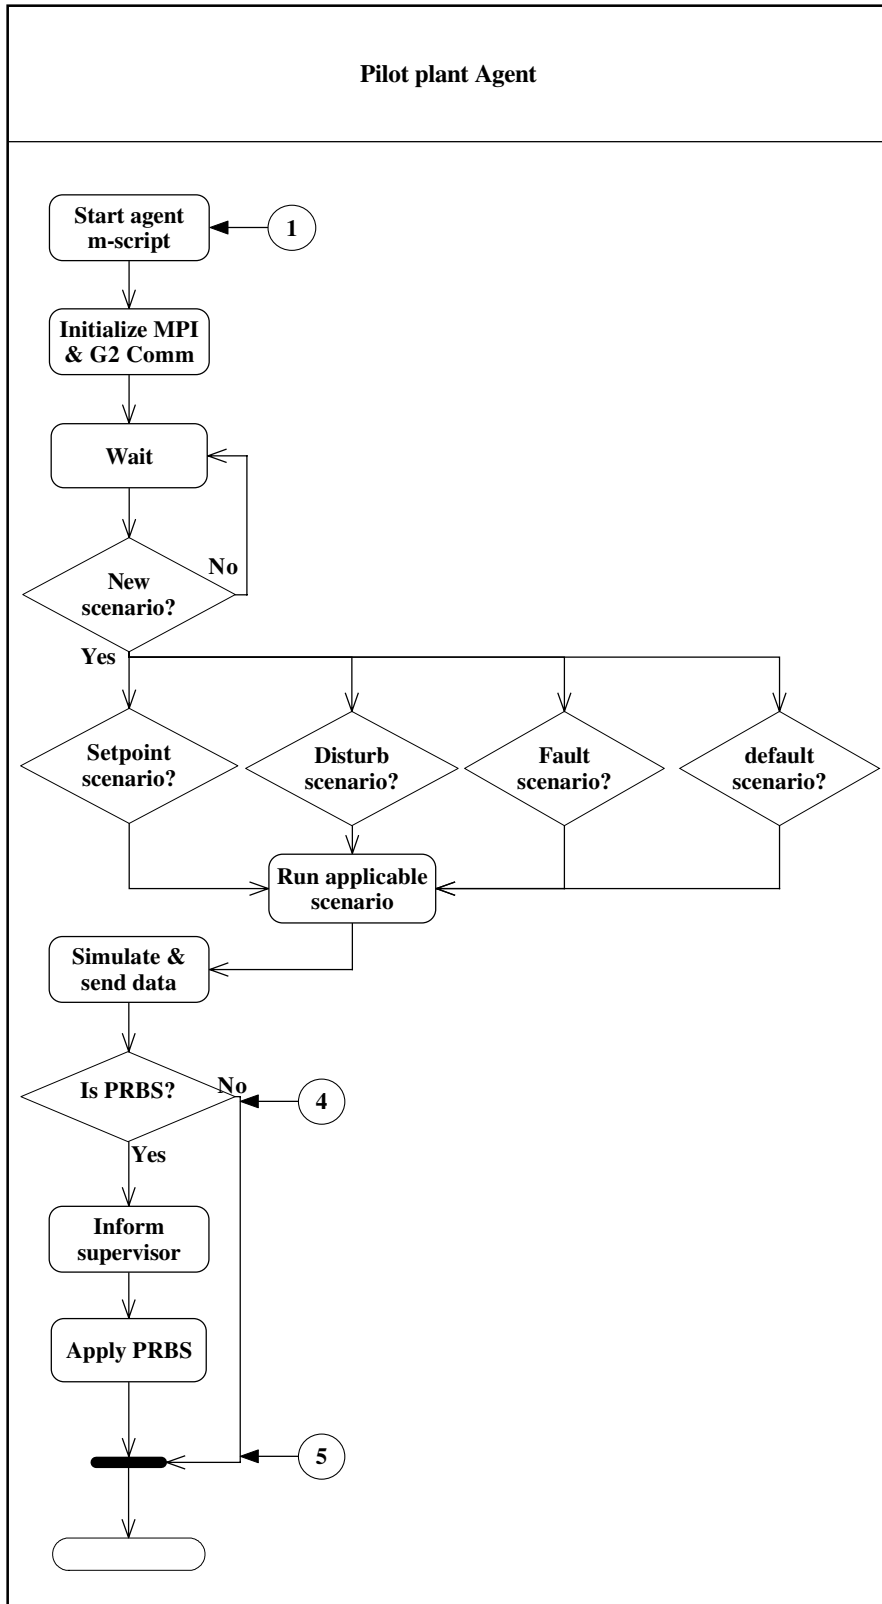 Pilot plant Agent
Start agent
m-script
1
Initialize MPI
& G2 Comm
Wait
No
New
scenario?
Yes
Setpoint
scenario?
Disturb
scenario?
Fault
scenario?
default
scenario?
Run applicable
scenario
Simulate &
send data
Is PRBS?
No
4
Yes
Inform
supervisor
Apply PRBS
5